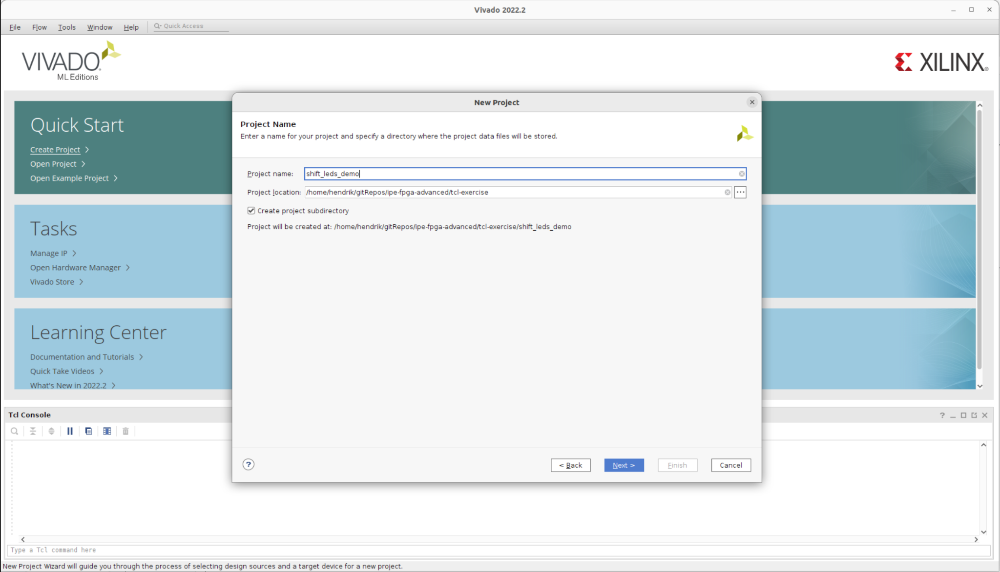 Vivado 2022.2
File Flow Tools Window Help Quick Access
VIVADO.
ML Editions
XILINX®
Quick Start
Create Project >
Open Project >
Open Example Project >
Tasks
Manage IP >
Open Hardware Manager >
Vivado Store >
Learning Center
Documentation and Tutorials >
Quick Take Videos >
What's New in 2022.2 >
New Project
Project Name
Enter a name for your project and specify a directory where the project data files will be stored.
Project name: shift_leds_demo
Project location: /home/hendrik/gitRepos/ipe-fpga-advanced/tcl-exercise ...
Create project subdirectory
Project will be created at: /home/hendrik/gitRepos/ipe-fpga-advanced/tcl-exercise/shift_leds_demo
? < Back Next > Finish Cancel
Tcl Console ?
Type a Tcl command here
New Project Wizard will guide you through the process of selecting design sources and a target device for a new project.